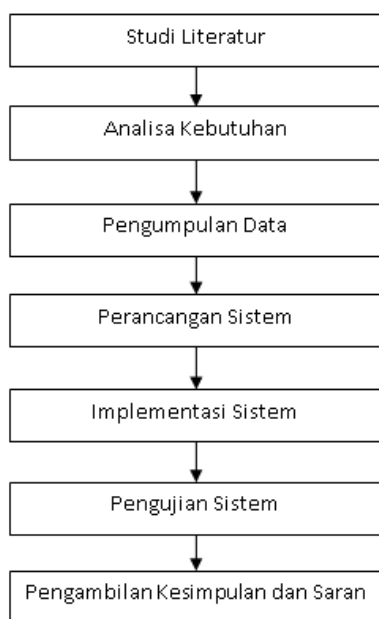 Studi Literatur
Analisa Kebutuhan
Pengumpulan Data
Perancangan Sistem
Implementasi Sistem
Pengujian Sistem
Pengambilan Kesimpulan dan Saran